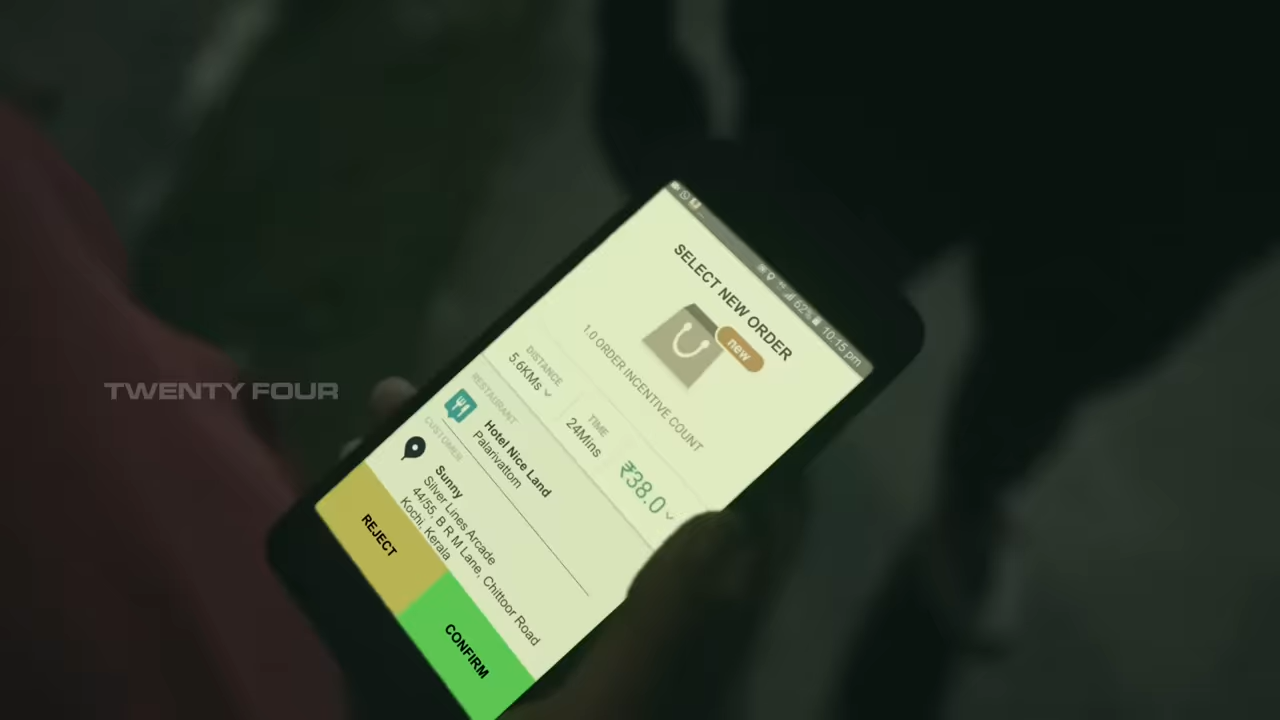 62% 10:15 pm
SELECT NEW ORDER
new
1.0 ORDER INCENTIVE COUNT
DISTANCE
5.6KMs
TIME
24Mins
₹38.0
RESTAURANT
Hotel Nice Land
Palarivattom
CUSTOMER
Sunny
Silver Lines Arcade
44/55, B R M Lane, Chittoor Road
Kochi, Kerala
REJECT
CONFIRM
TWENTY FOUR